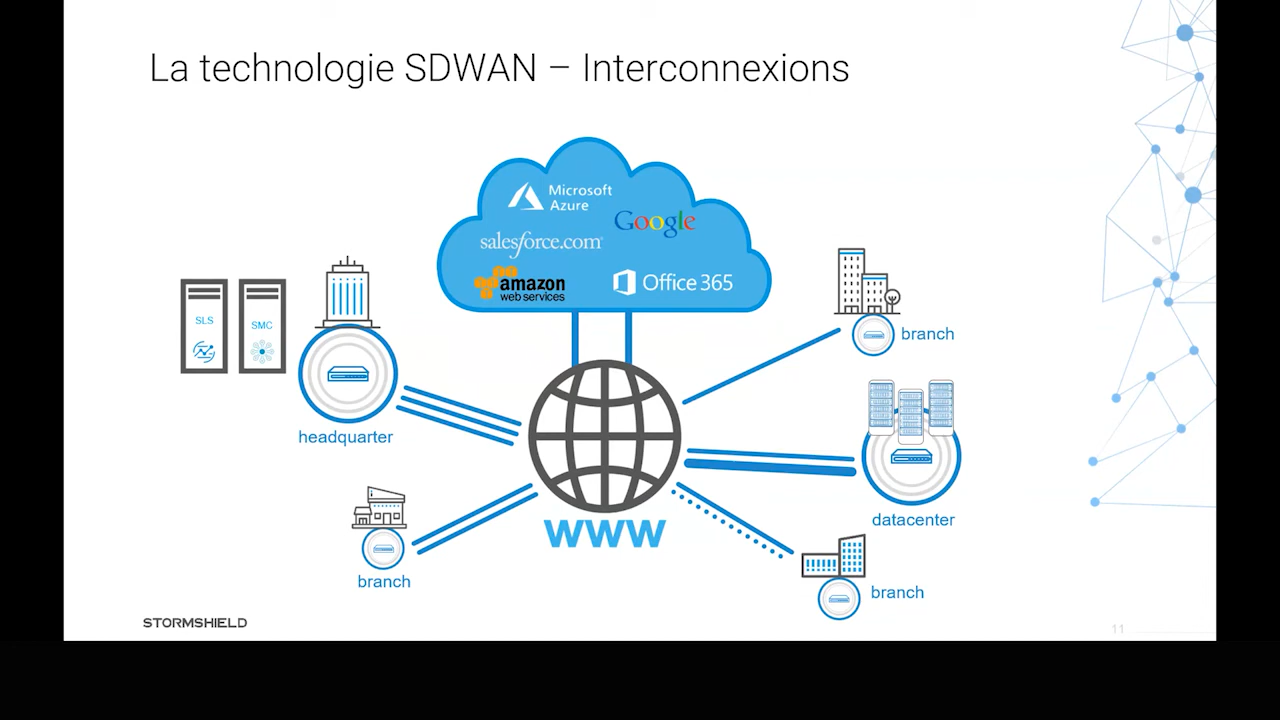 La technologie SDWAN – Interconnexions
Microsoft
Azure
Google
salesforce.com
amazon
web services
Office 365
SLS
SMC
headquarter
branch
datacenter
branch
www
branch
STORMSHIELD
11